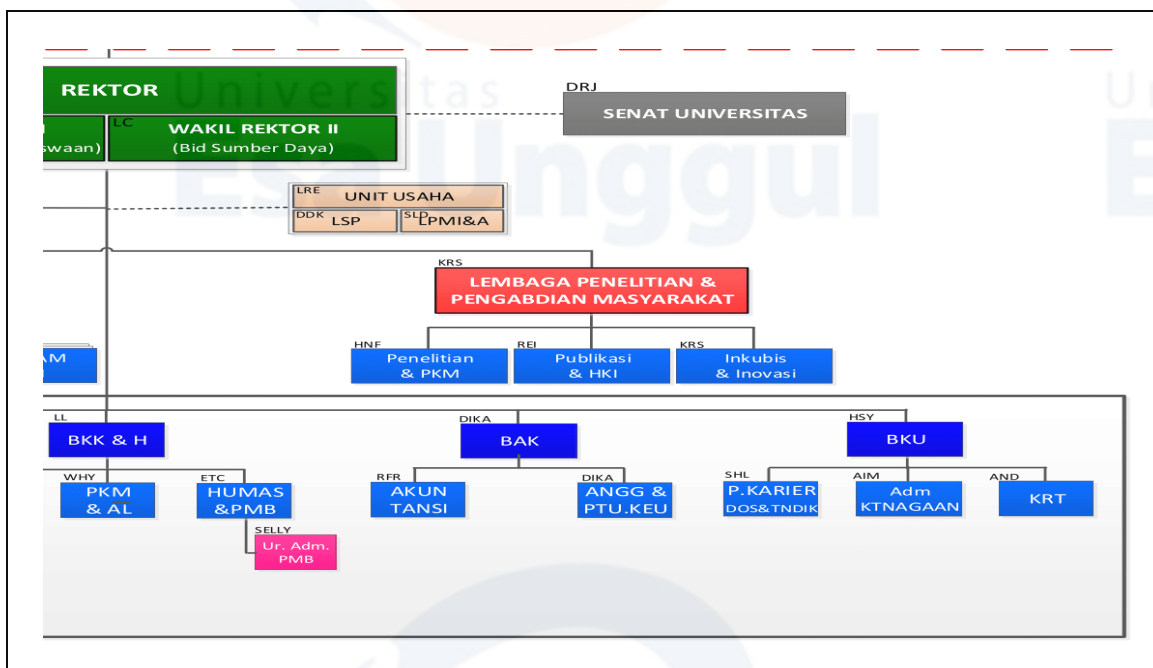 DRJ
REKTOR
SENAT UNIVERSITAS
LC
WAKIL REKTOR II
swaan)
(Bid Sumber Daya)
Universitas
Esa Unggul
LRE
UNIT USAHA
DDK
LSP
SLD
LPMI&A
KRS
LEMBAGA PENELITIAN &
PENGABDIAN MASYARAKAT
HNF
Penelitian
& PKM
REI
Publikasi
& HKI
KRS
Inkubis
& Inovasi
LL
BKK & H
DIKA
BAK
HSY
BKU
WHY
PKM
& AL
ETC
HUMAS
&PMB
RFR
AKUN
TANSI
DIKA
ANGG &
PTU.KEU
SHL
P.KARIER
DOS&TNDIK
AIM
Adm
KTNAGAAN
AND
KRT
SELLY
Ur. Adm.
PMB